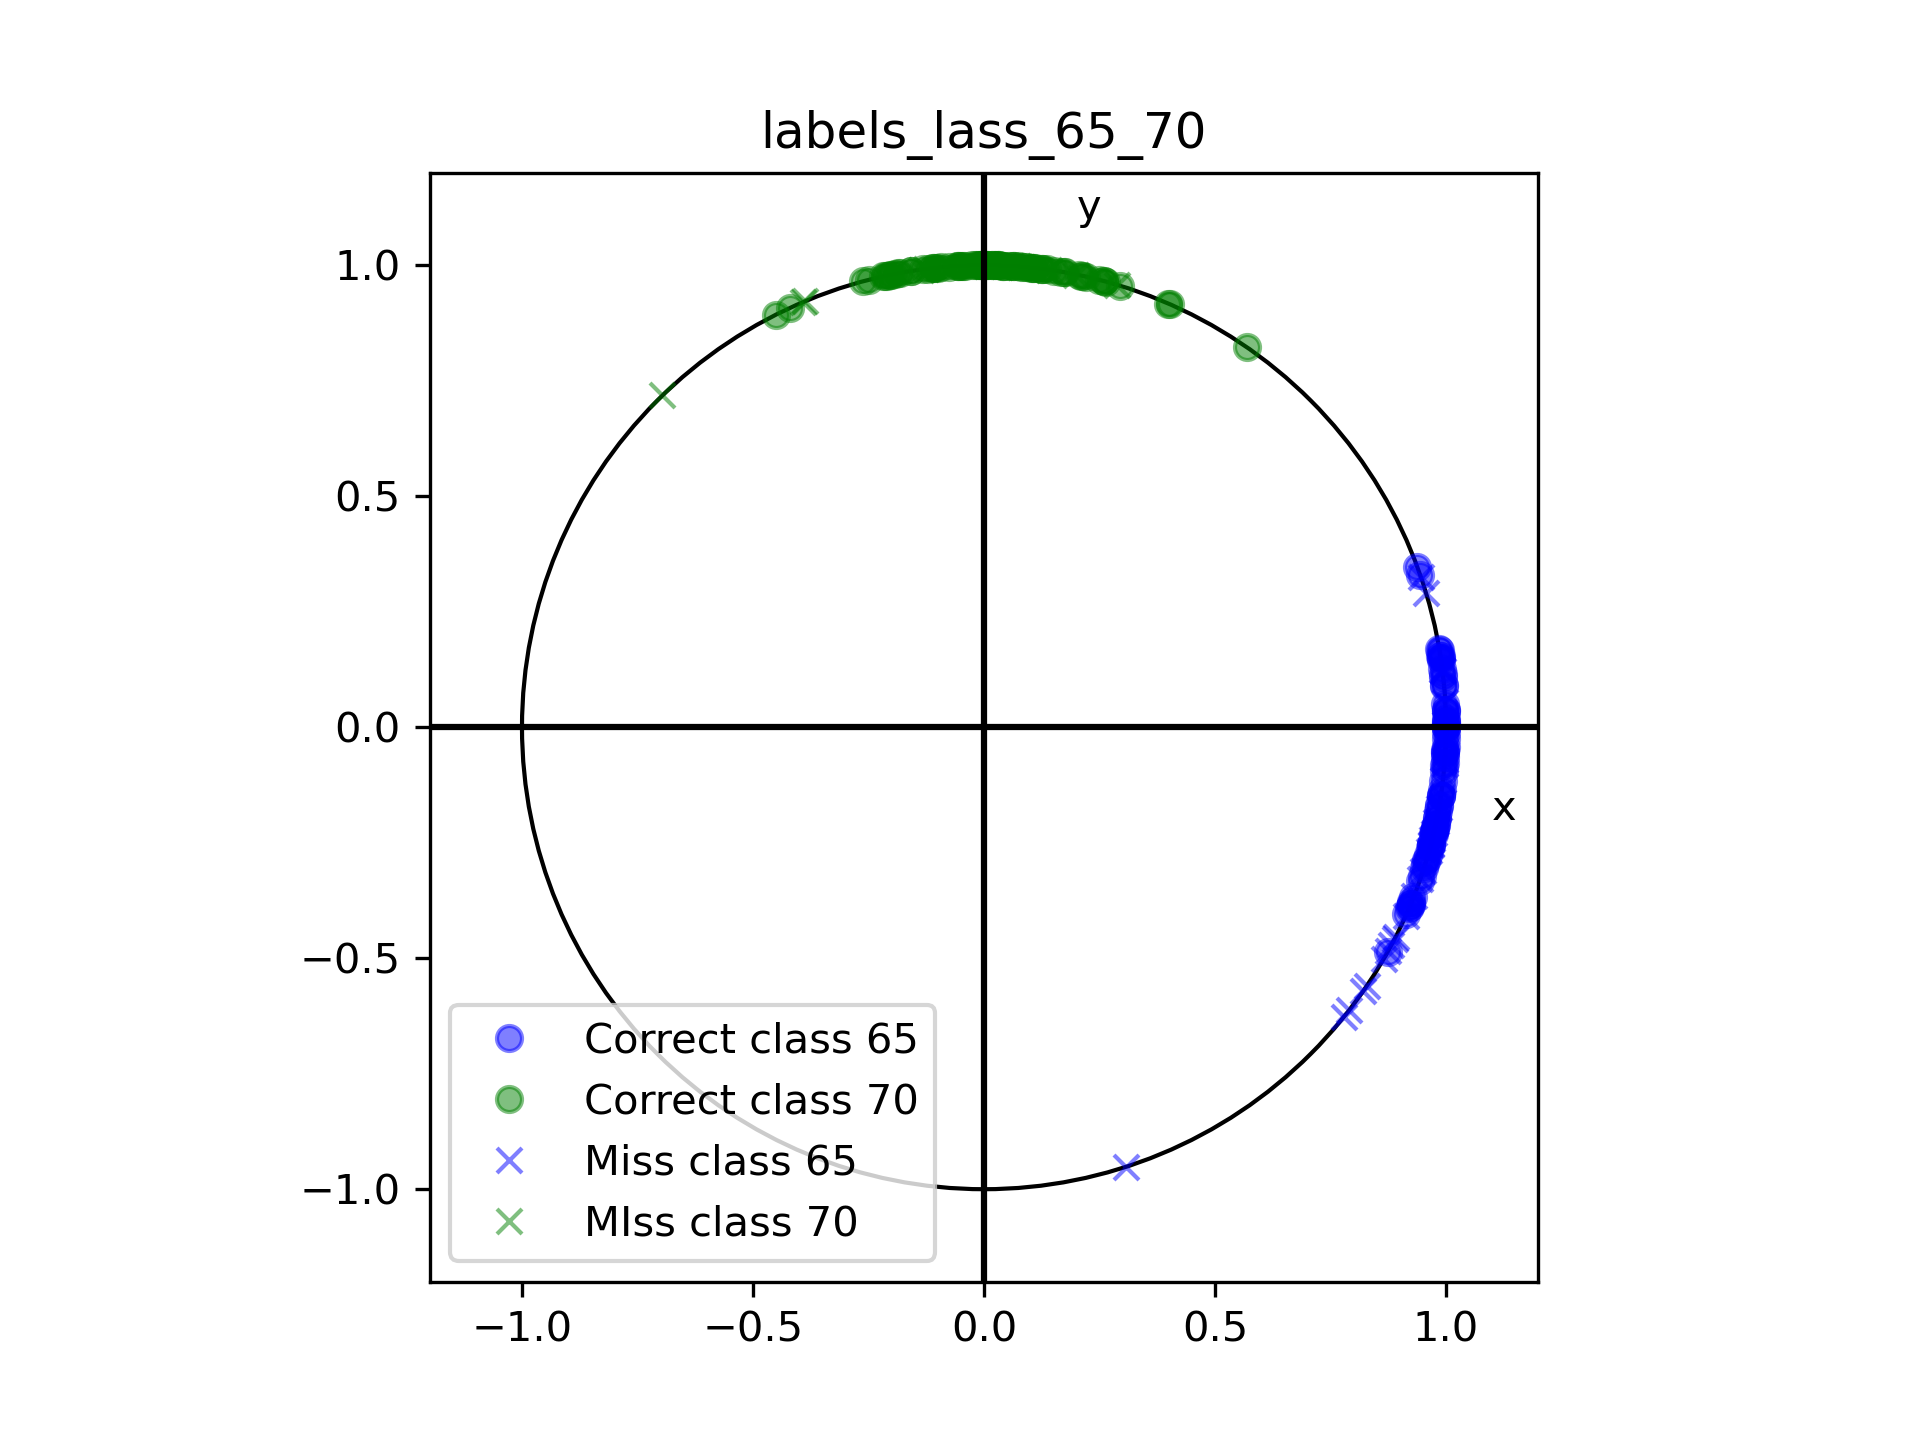 labels_lass_65_70
y
1.0
0.5
0.0
x
−0.5
−1.0
Correct class 65
Correct class 70
Miss class 65
MIss class 70
−1.0 −0.5 0.0 0.5 1.0